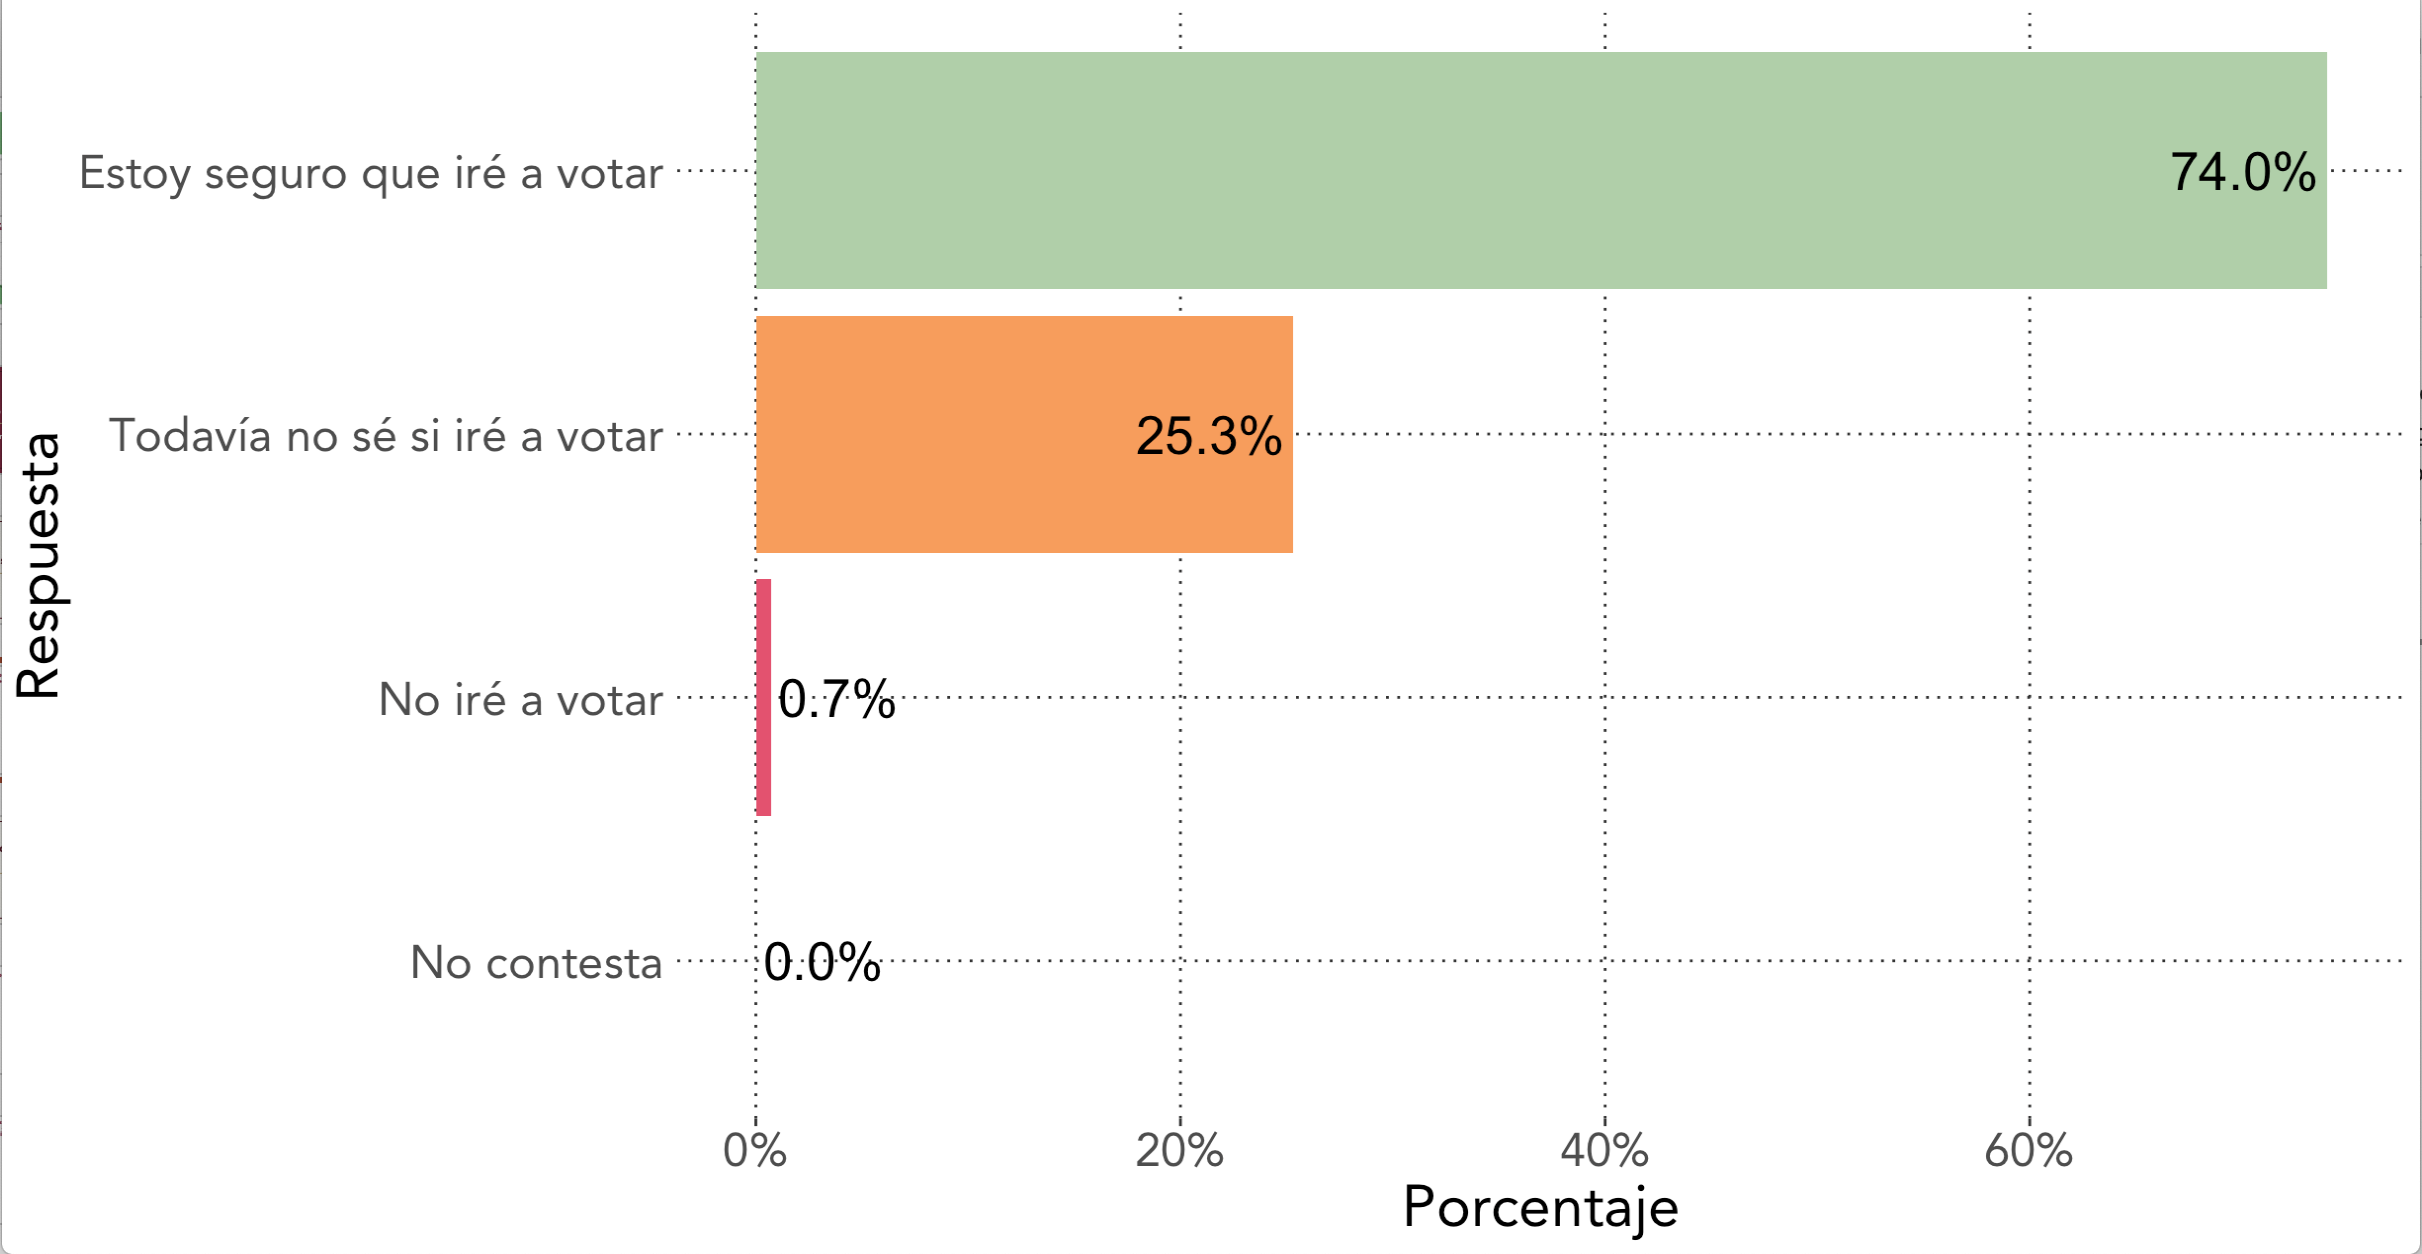 Respuesta
Estoy seguro que iré a votar
74.0%
Todavía no sé si iré a votar
25.3%
No iré a votar
0.7%
No contesta
0.0%
0%
20%
40%
60%
Porcentaje